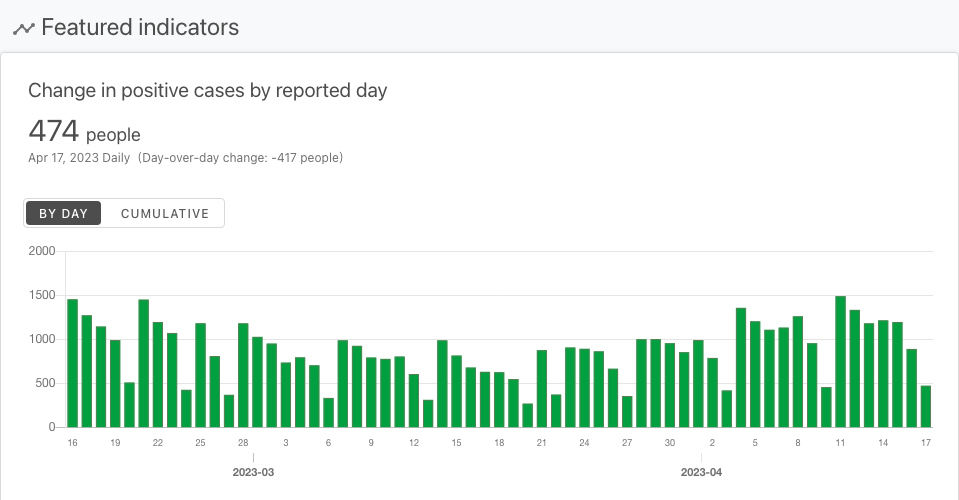 Featured indicators
Change in positive cases by reported day
474 people
Apr 17, 2023 Daily (Day-over-day change: -417 people)
BY DAY CUMULATIVE
2000
1500
1000
500
0
16 19 22 25 28 3 6 9 12 15 18 21 24 27 30 2 5 8 11 14 17
2023-03 2023-04